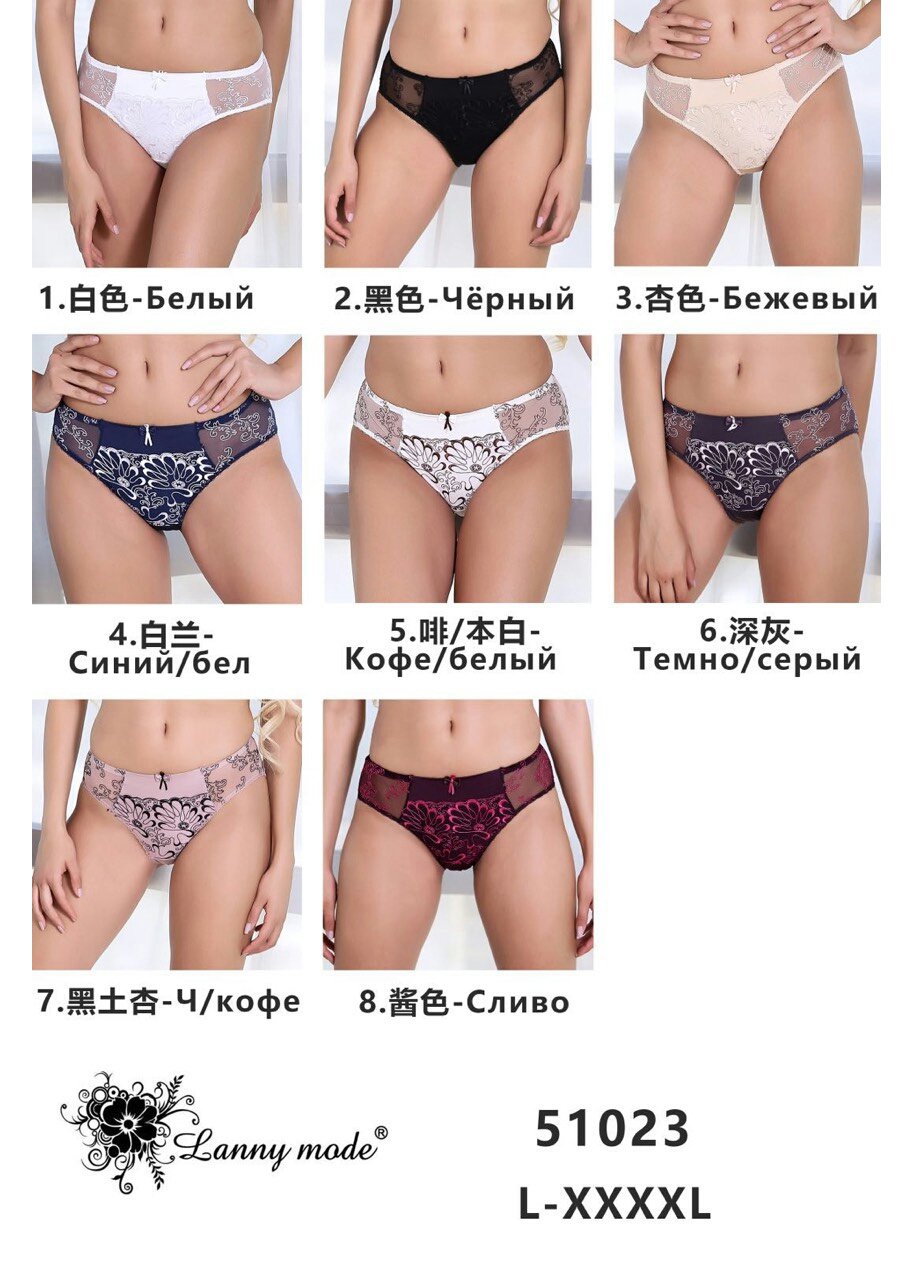 1.白色-Белый
2.黑色-Чёрный
3.杏色-Бежевый
4.白兰-
Синий/бел
5.啡/本白-
Кофе/белый
6.深灰-
Темно/серый
7.黑土杏-Ч/кофе
8.酱色-Сливо
Lanny mode®
51023
L-XXXXL